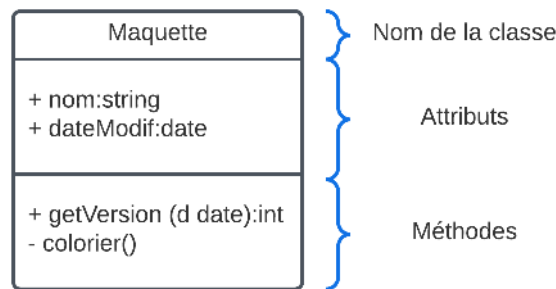 Maquette
Nom de la classe
+ nom:string
+ dateModif:date
Attributs
+ getVersion (d date):int
- colorier()
Méthodes